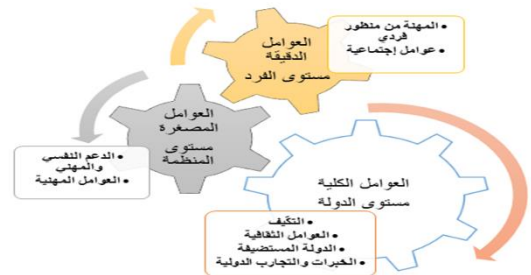 العوامل
الدقيقة
مستوى الفرد
• المهنة من منظور
فردي
• عوامل إجتماعية
العوامل
المصغرة
مستوى
المنظمة
• الدعم النفسي
والمهني
• العوامل المهنية
العوامل الكلية
مستوى الدولة
• التكيف
• العوامل الثقافية
• الدولة المستضيفة
• الخبرات والتجارب الدولية